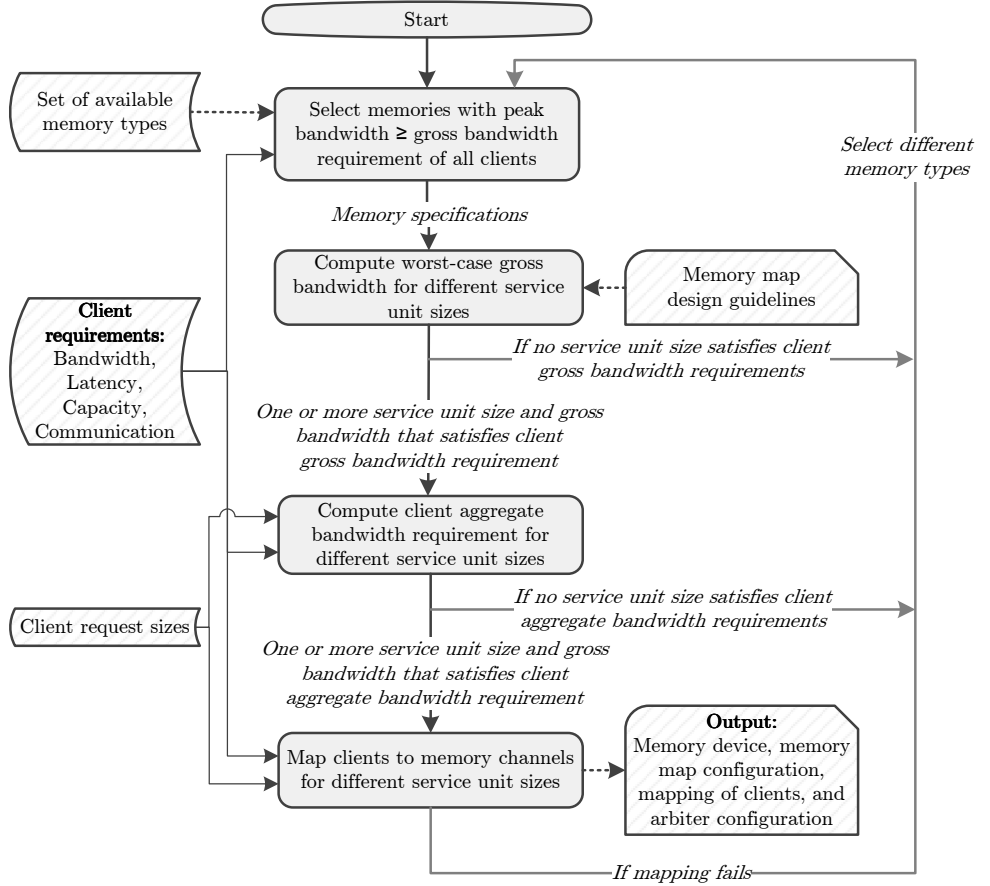 Start
Set of available
memory types
Select memories with peak
bandwidth ≥ gross bandwidth
requirement of all clients
Select different
memory types
Memory specifications
Compute worst-case gross
bandwidth for different service
unit sizes
Memory map
design guidelines
Client
requirements:
Bandwidth,
Latency,
Capacity,
Communication
If no service unit size satisfies client
gross bandwidth requirements
One or more service unit size and gross
bandwidth that satisfies client
gross bandwidth requirement
Compute client aggregate
bandwidth requirement for
different service unit sizes
Client request sizes
If no service unit size satisfies client
aggregate bandwidth requirements
One or more service unit size and gross
bandwidth that satisfies client
aggregate bandwidth requirement
Map clients to memory channels
for different service unit sizes
Output:
Memory device, memory
map configuration,
mapping of clients, and
arbiter configuration
If mapping fails